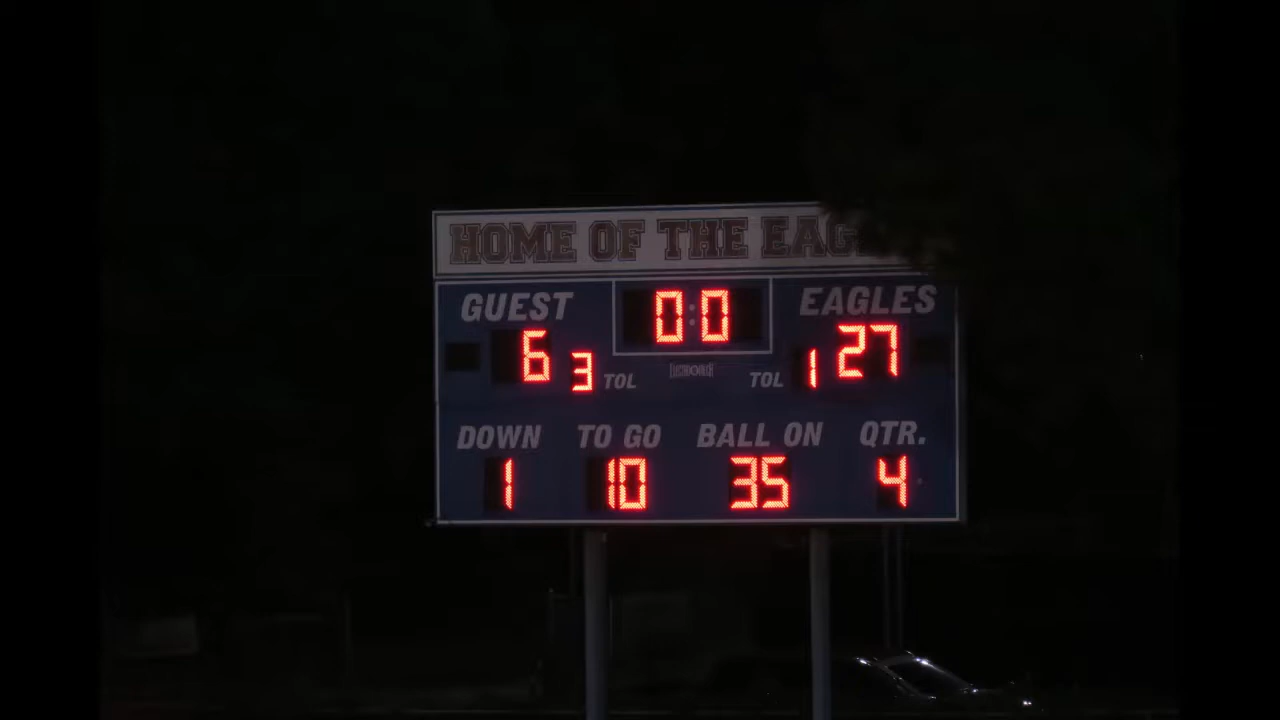 HOME OF THE EAG
GUEST 0:0 EAGLES
6 3 TOL TOL 1 27
DOWN TO GO BALL ON QTR.
1 10 35 4